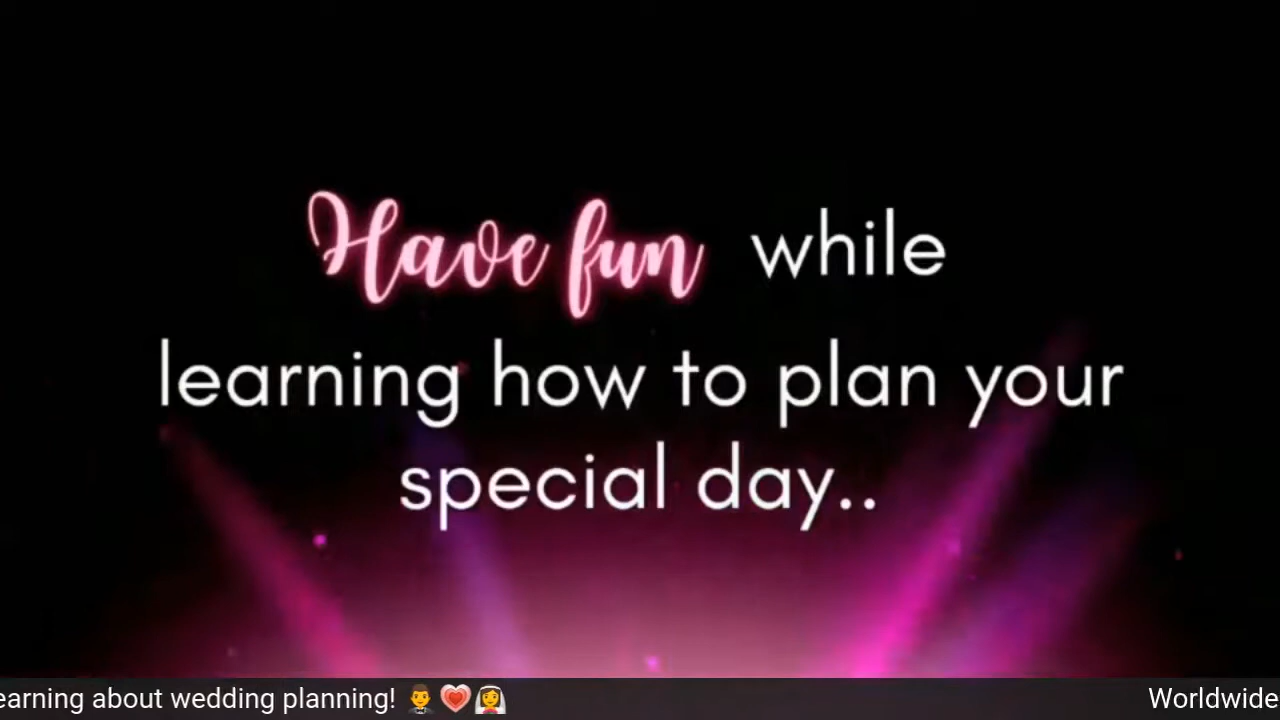 Have fun while
learning how to plan your
special day..
earning about wedding planning! 🤵💗👰 Worldwide